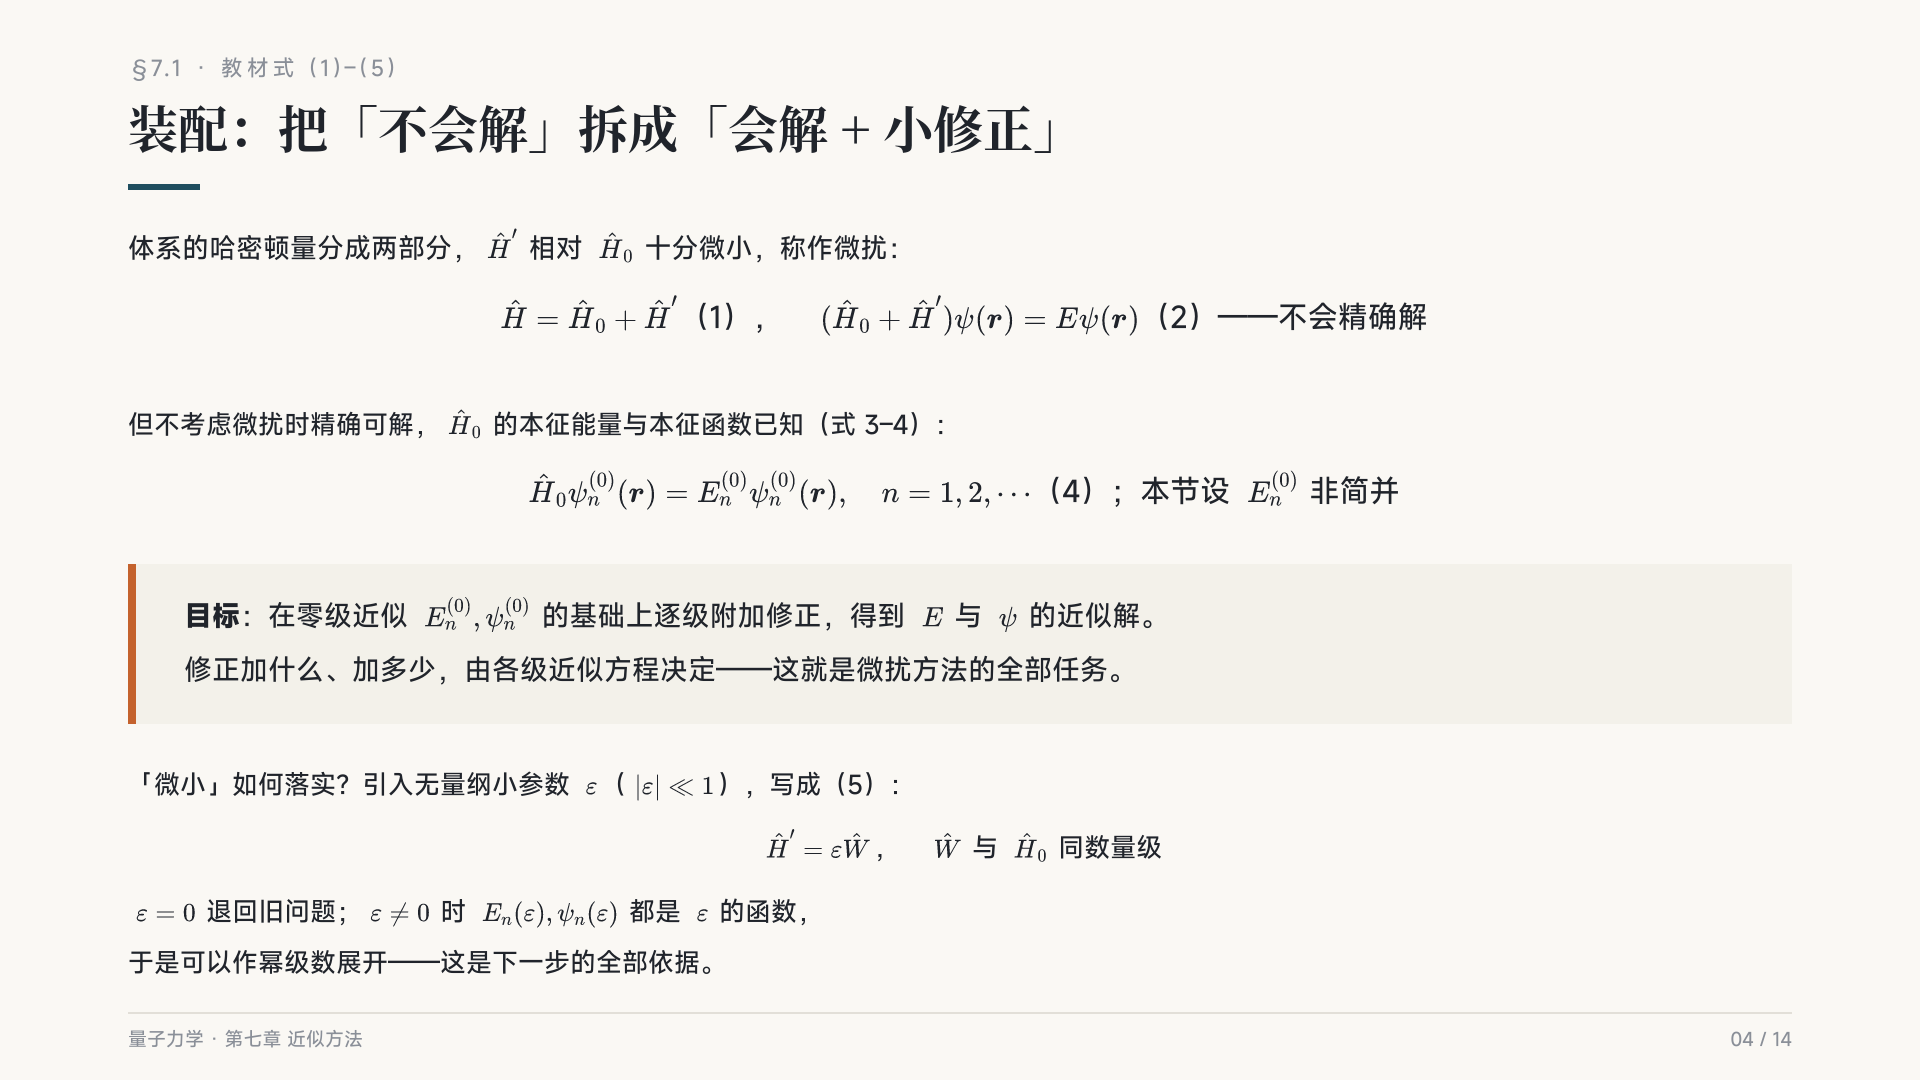 §7.1 · 教材式 (1)–(5)
装配：把「不会解」拆成「会解 + 小修正」
体系的哈密顿量分成两部分， Ĥ′ 相对 Ĥ₀ 十分微小，称作微扰：
Ĥ = Ĥ₀ + Ĥ′（1）， (Ĥ₀ + Ĥ′)ψ(𝒓) = Eψ(𝒓)（2）——不会精确解
但不考虑微扰时精确可解， Ĥ₀ 的本征能量与本征函数已知（式 3–4）：
Ĥ₀ψₙ⁽⁰⁾(𝒓) = Eₙ⁽⁰⁾ψₙ⁽⁰⁾(𝒓), n = 1, 2, ⋯（4）；本节设 Eₙ⁽⁰⁾ 非简并
目标：在零级近似 Eₙ⁽⁰⁾, ψₙ⁽⁰⁾ 的基础上逐级附加修正，得到 E 与 ψ 的近似解。
修正加什么、加多少，由各级近似方程决定——这就是微扰方法的全部任务。
「微小」如何落实？引入无量纲小参数 ε（ |ε| ≪ 1），写成（5）：
Ĥ′ = εŴ， Ŵ 与 Ĥ₀ 同数量级
ε = 0 退回旧问题； ε ≠ 0 时 Eₙ(ε), ψₙ(ε) 都是 ε 的函数，
于是可以作幂级数展开——这是下一步的全部依据。
量子力学 · 第七章 近似方法
04 / 14